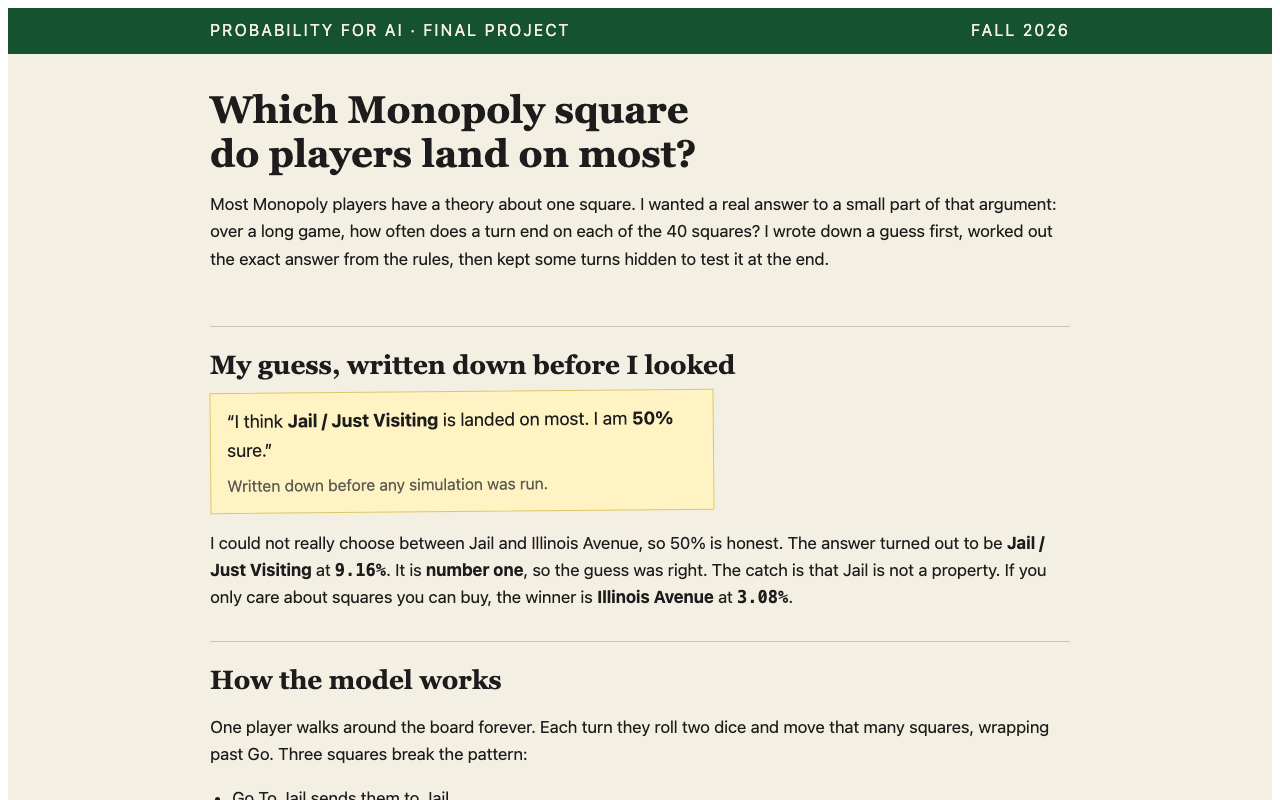 PROBABILITY FOR AI · FINAL PROJECT
FALL 2026
Which Monopoly square
do players land on most?
Most Monopoly players have a theory about one square. I wanted a real answer to a small part of that argument:
over a long game, how often does a turn end on each of the 40 squares? I wrote down a guess first, worked out
the exact answer from the rules, then kept some turns hidden to test it at the end.
My guess, written down before I looked
“I think Jail / Just Visiting is landed on most. I am 50%
sure.”
Written down before any simulation was run.
I could not really choose between Jail and Illinois Avenue, so 50% is honest. The answer turned out to be Jail /
Just Visiting at 9.16%. It is number one, so the guess was right. The catch is that Jail is not a property. If you
only care about squares you can buy, the winner is Illinois Avenue at 3.08%.
How the model works
One player walks around the board forever. Each turn they roll two dice and move that many squares, wrapping
past Go. Three squares break the pattern:
• Go To Jail sends them to Jail